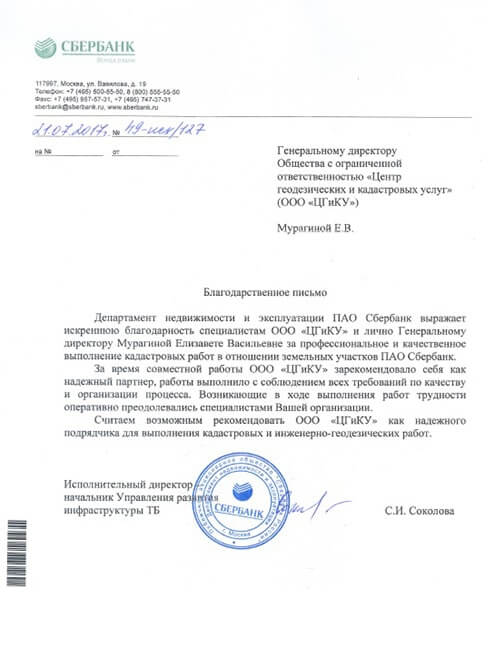 СБЕРБАНК
Всегда рядом
117997, Москва, ул. Вавилова, д. 19
Телефон: +7 (495) 500-55-50, 8 (800) 555-55-50
Факс: +7 (495) 957-57-31, +7 (495) 747-37-31
sberbank@sberbank.ru, www.sberbank.ru
21.07.2017г. № 49-исх/127
на № от
Генеральному директору
Общества с ограниченной
ответственностью «Центр
геодезических и кадастровых услуг»
(ООО «ЦГиКУ»)
Мурагиной Е.В.
Благодарственное письмо
Департамент недвижимости и эксплуатации ПАО Сбербанк выражает
искреннюю благодарность специалистам ООО «ЦГиКУ» и лично Генеральному
директору Мурагиной Елизавете Васильевне за профессиональное и качественное
выполнение кадастровых работ в отношении земельных участков ПАО Сбербанк.
За время совместной работы ООО «ЦГиКУ» зарекомендовало себя как
надежный партнер, работы выполнило с соблюдением всех требований по качеству
и организации процесса. Возникающие в ходе выполнения работ трудности
оперативно преодолевались специалистами Вашей организации.
Считаем возможным рекомендовать ООО «ЦГиКУ» как надежного
подрядчика для выполнения кадастровых и инженерно-геодезических работ.
Исполнительный директор
начальник Управления развития
инфраструктуры ТБ
С.И. Соколова
СБЕРБАНК
г. Москва